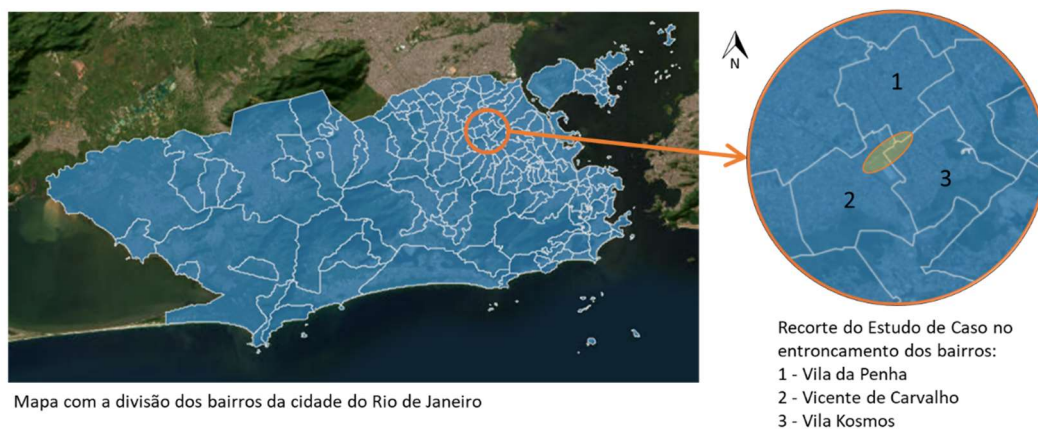 N
1
2
3
Mapa com a divisão dos bairros da cidade do Rio de Janeiro
Recorte do Estudo de Caso no
entroncamento dos bairros:
1 - Vila da Penha
2 - Vicente de Carvalho
3 - Vila Kosmos